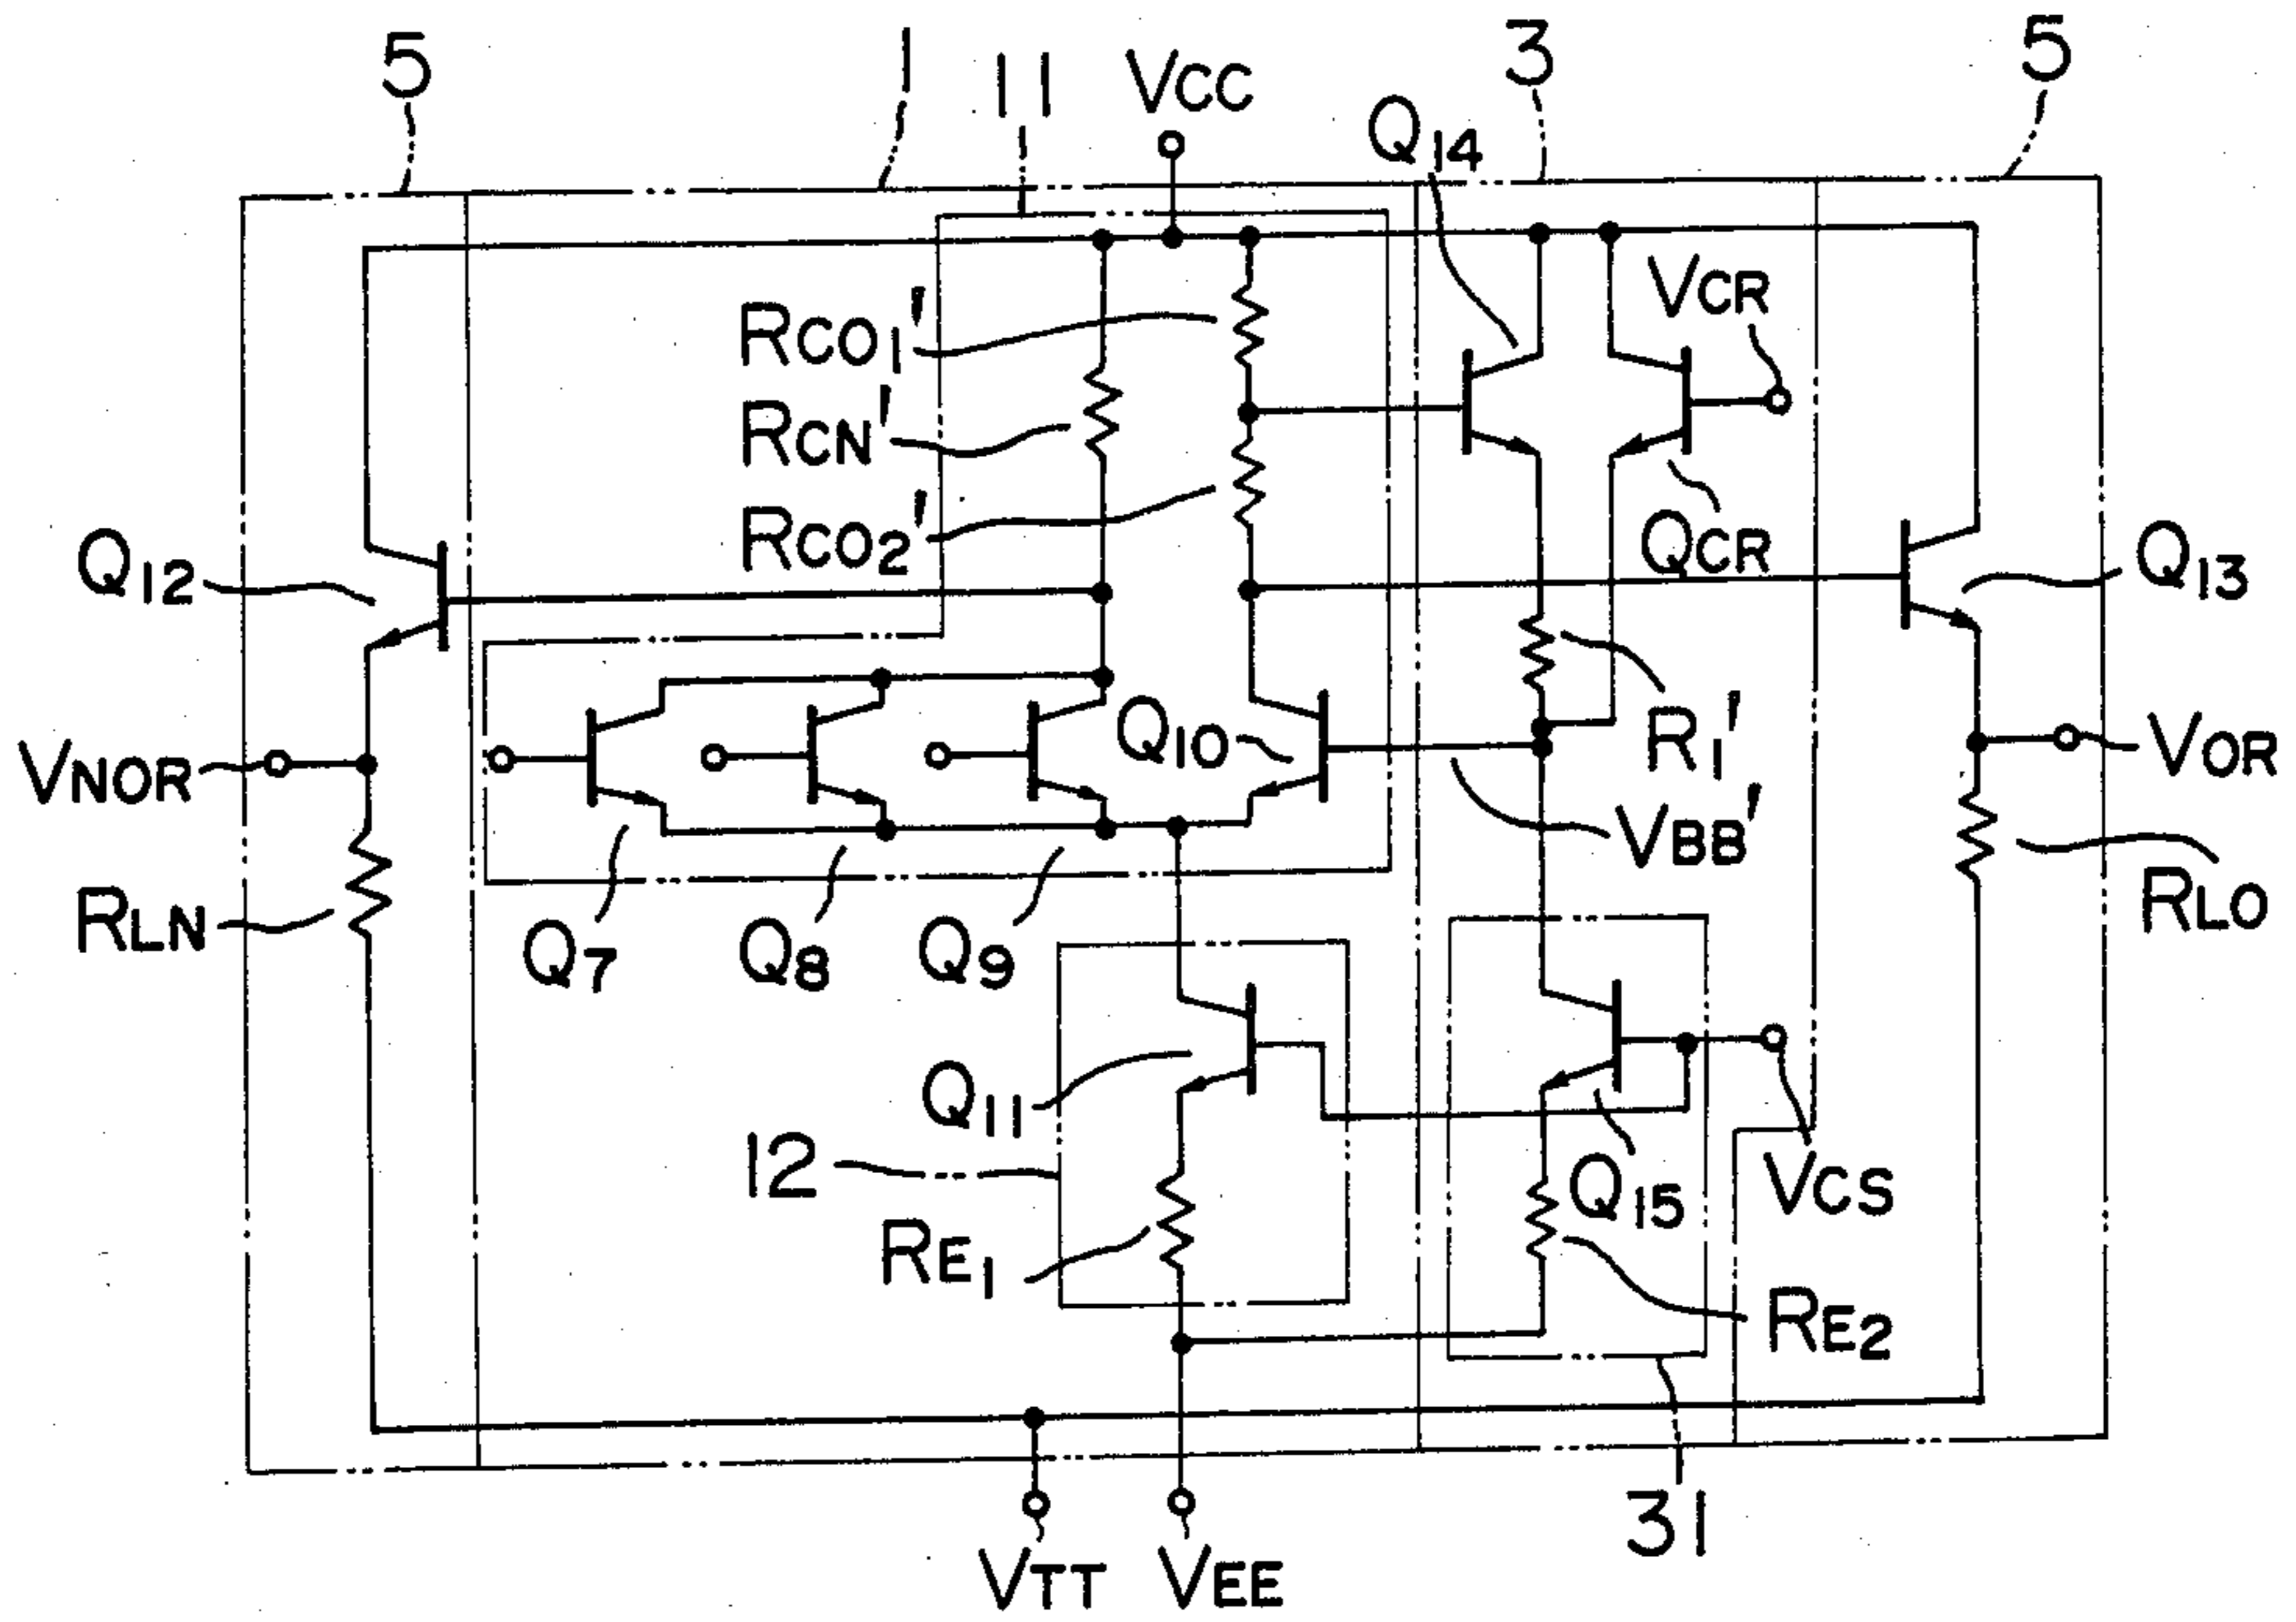 5
1
11
VCC
3
5
Q14
RCO1'
VCR
RCN'
RCO2'
QCR
Q12
Q13
Q10
R1'
VNOR
VOR
VBB'
RLN
RLO
Q7
Q8
Q9
Q11
12
Q15
VCS
RE1
RE2
31
VTT
VEE